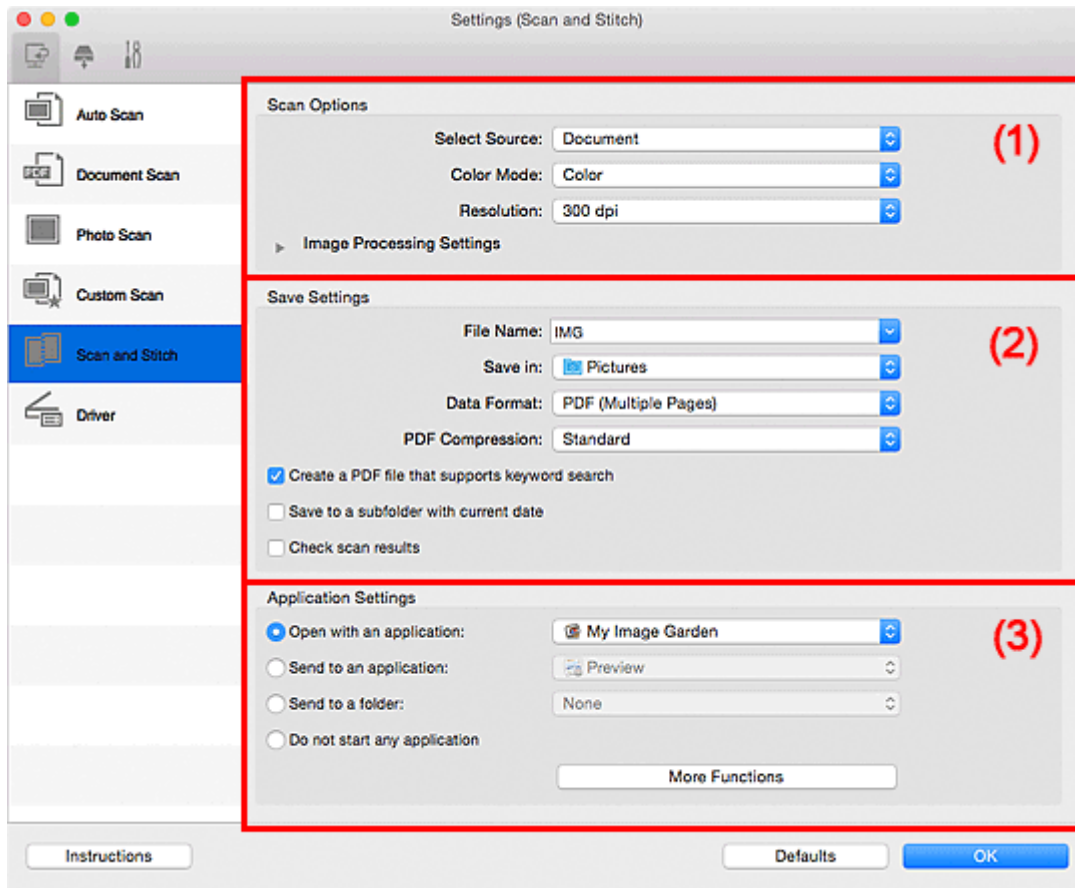 Settings (Scan and Stitch)
Auto Scan
Document Scan
Photo Scan
Custom Scan
Scan and Stitch
Driver
Scan Options
(1)
Select Source: Document
Color Mode: Color
Resolution: 300 dpi
Image Processing Settings
Save Settings
(2)
File Name: IMG
Save in: Pictures
Data Format: PDF (Multiple Pages)
PDF Compression: Standard
Create a PDF file that supports keyword search
Save to a subfolder with current date
Check scan results
Application Settings
(3)
Open with an application: My Image Garden
Send to an application: Preview
Send to a folder: None
Do not start any application
More Functions
Instructions Defaults OK